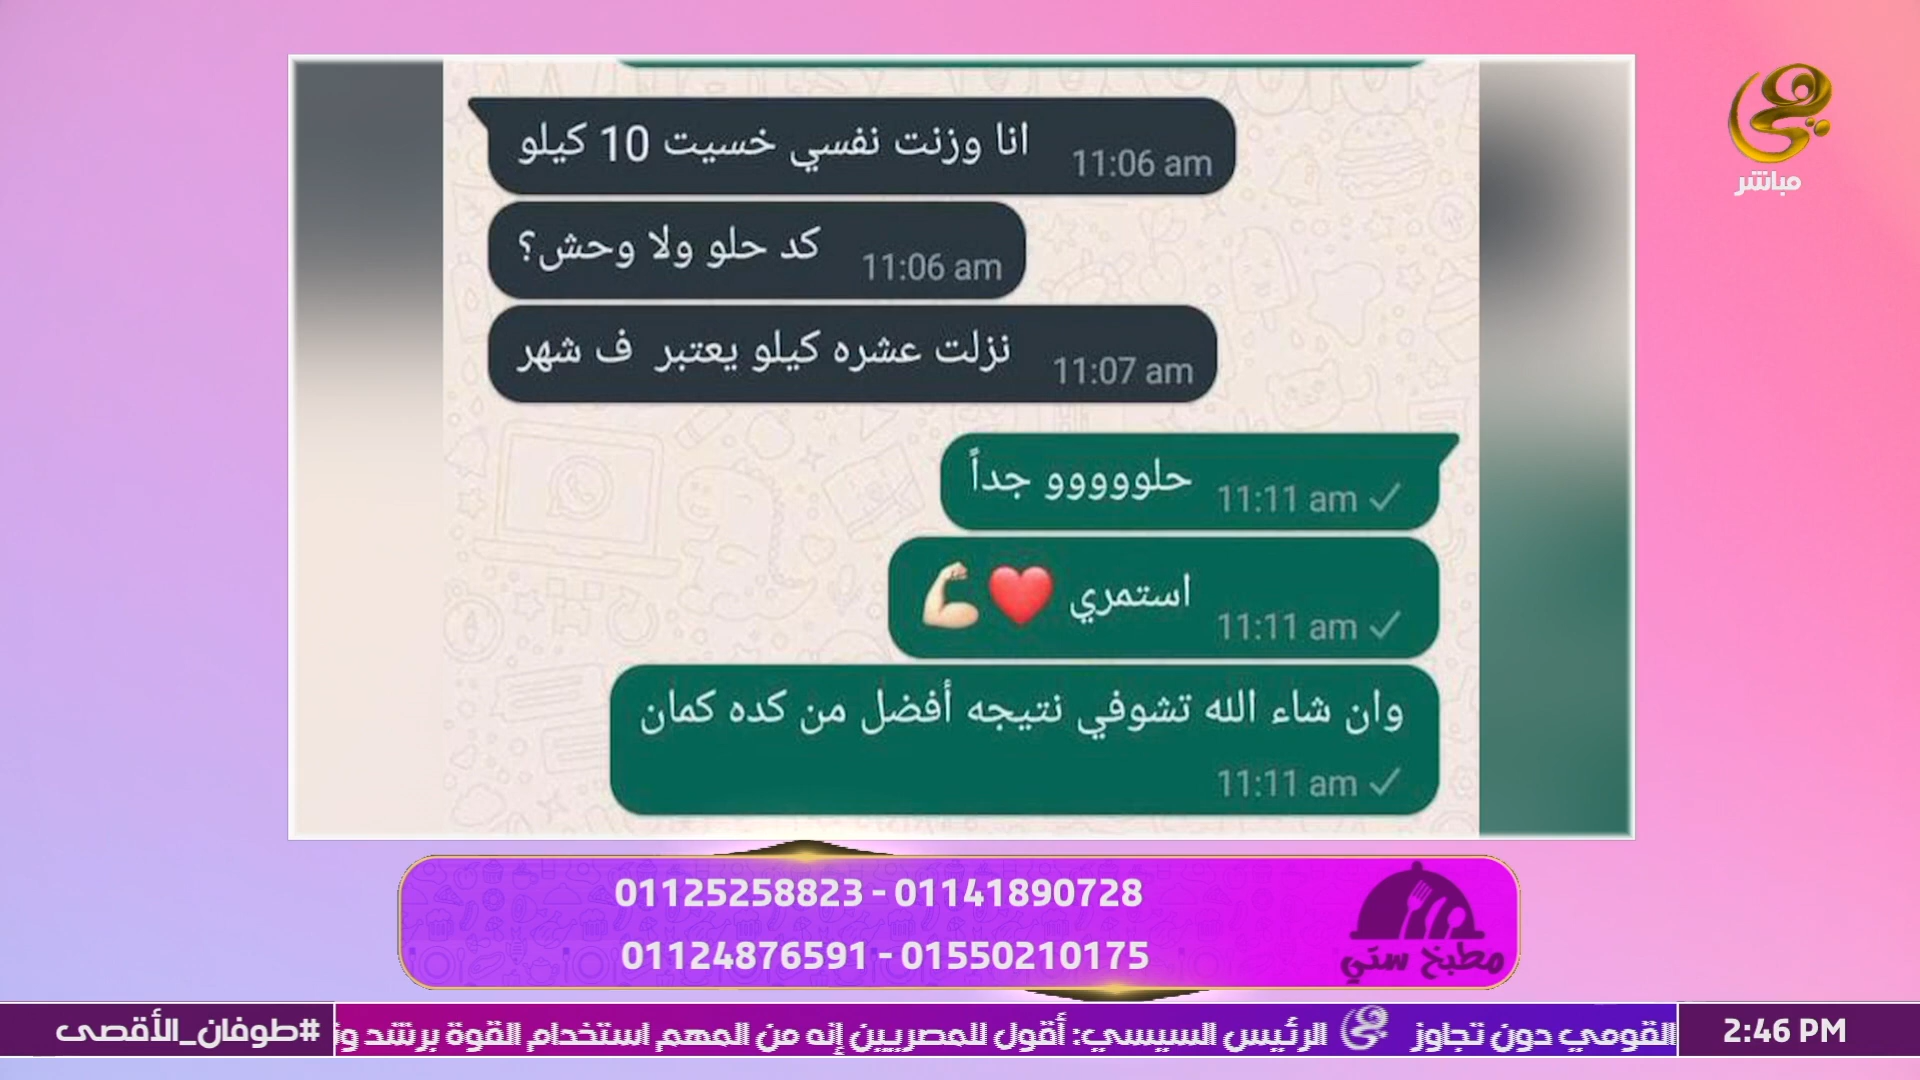 مباشر
انا وزنت نفسي خسيت 10 كيلو
11:06 am
كد حلو ولا وحش؟
11:06 am
نزلت عشره كيلو يعتبر ف شهر
11:07 am
حلووووو جداً
11:11 am
استمري ❤️💪🏻
11:11 am
وان شاء الله تشوفي نتيجه أفضل من كده كمان
11:11 am
01125258823 - 01141890728
01124876591 - 01550210175
مطبخ ستي
القومي دون تجاوز
الرئيس السيسي: أقول للمصريين إنه من المهم استخدام القوة برشد
#طوفان_الأقصى
2:46 PM